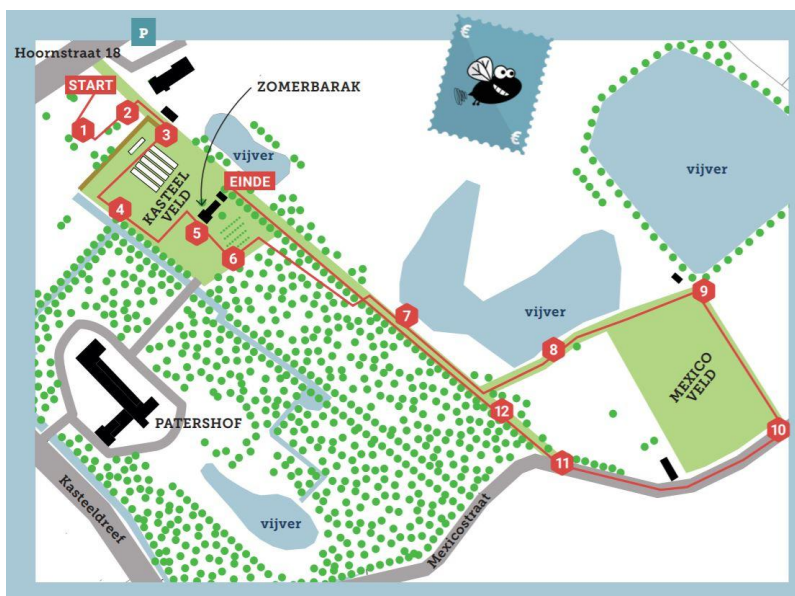 P
Hoornstraat 18
START
1
2
3
ZOMERBARAK
vijver
EINDE
KASTEEL
VELD
4
5
6
€
€
vijver
7
vijver
8
9
MEXICO
VELD
10
12
11
PATERSHOF
Kasteeldreef
vijver
Mexicostraat